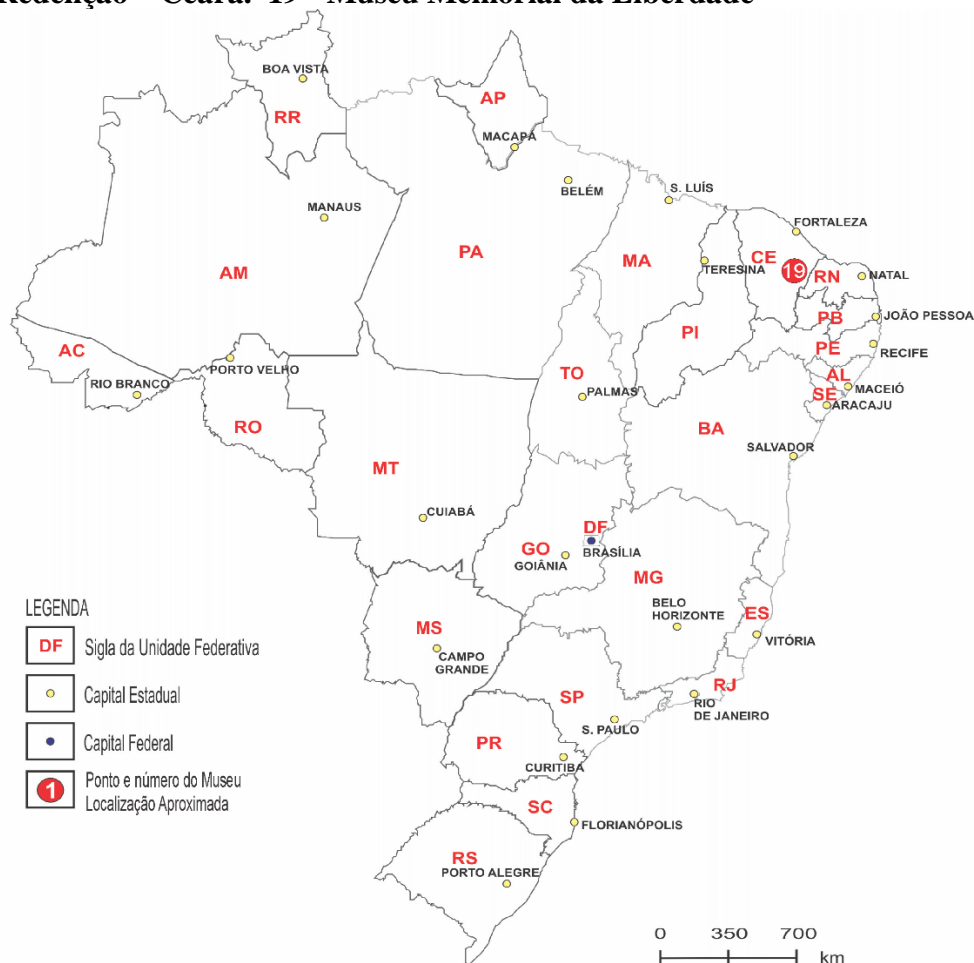 Redenção – Ceará. 19 - Museu Memorial da Liberdade
BOA VISTA
RR
AP
MACAPÁ
BELÉM
S. LUÍS
MANAUS
FORTALEZA
PA
MA
TERESINA
CE
19
RN
NATAL
AM
PI
PB
JOÃO PESSOA
AC
PORTO VELHO
RIO BRANCO
TO
PALMAS
PE
RECIFE
AL
MACEIÓ
SE
ARACAJU
RO
BA
SALVADOR
MT
CUIABÁ
DF
BRASÍLIA
GO
GOIÂNIA
MG
BELO
HORIZONTE
ES
VITÓRIA
MS
CAMPO
GRANDE
SP
S. PAULO
RJ
RIO
DE JANEIRO
PR
CURITIBA
SC
FLORIANÓPOLIS
RS
PORTO ALEGRE
LEGENDA
DF Sigla da Unidade Federativa
Capital Estadual
Capital Federal
1 Ponto e número do Museu
Localização Aproximada
0 350 700
km